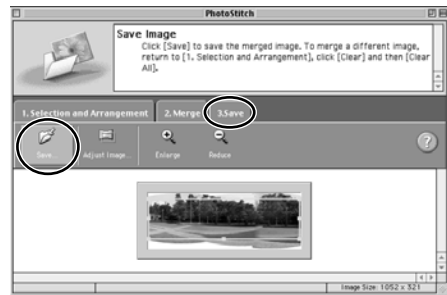 PhotoStitch
Save Image
Click [Save] to save the merged image. To merge a different image,
return to [1. Selection and Arrangement], click [Clear] and then [Clear
All].
1. Selection and Arrangement
2. Merge
3.Save
Save...
Adjust Image...
Enlarge
Reduce
?
Image Size: 1052 x 321